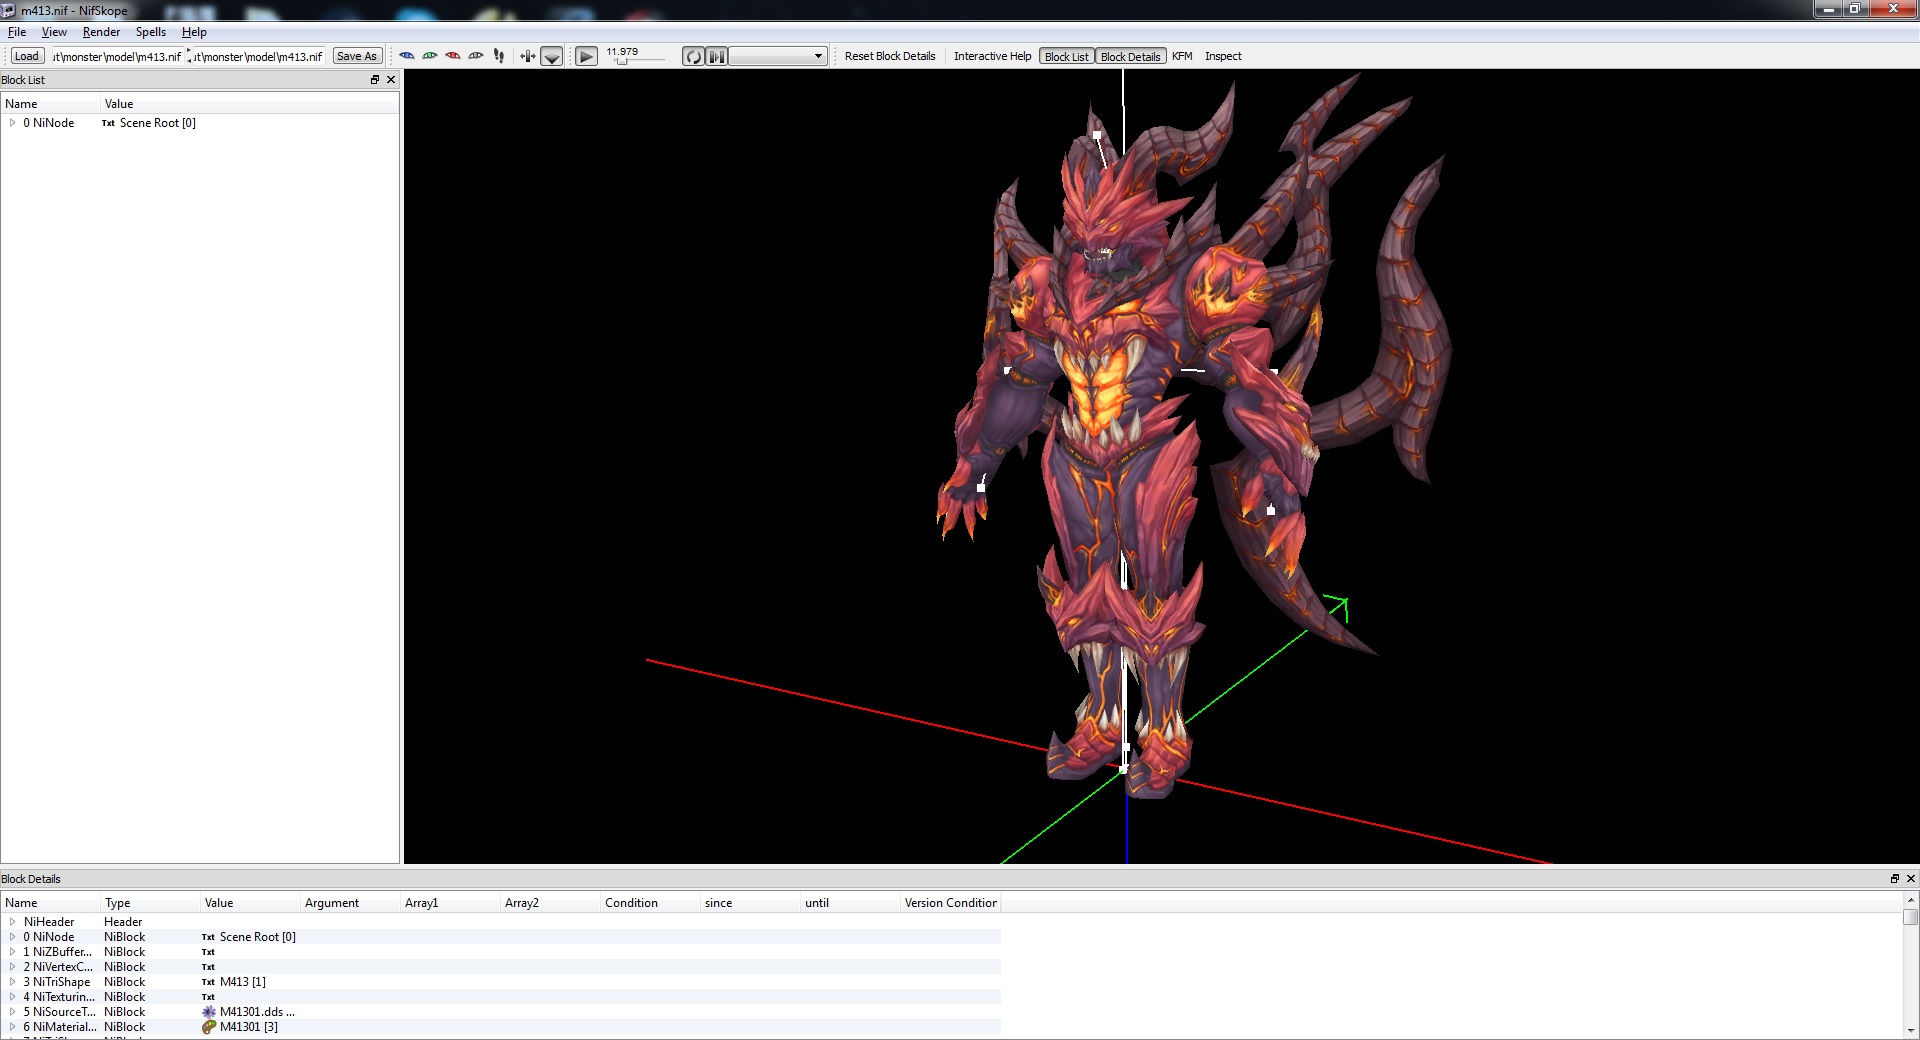 m413.nif - NifSkope
File View Render Spells Help
Load ut\monster\model\m413.nif ut\monster\model\m413.nif Save As 11.979 Reset Block Details Interactive Help Block List Block Details KFM Inspect
Block List
Name Value
0 NiNode Txt Scene Root [0]
Block Details
Name Type Value Argument Array1 Array2 Condition since until Version Condition
NiHeader Header
0 NiNode NiBlock Txt Scene Root [0]
1 NiZBuffer... NiBlock Txt
2 NiVertexC... NiBlock Txt
3 NiTriShape NiBlock Txt M413 [1]
4 NiTexturin... NiBlock Txt
5 NiSourceT... NiBlock M41301.dds ...
6 NiMaterial... NiBlock M41301 [3]